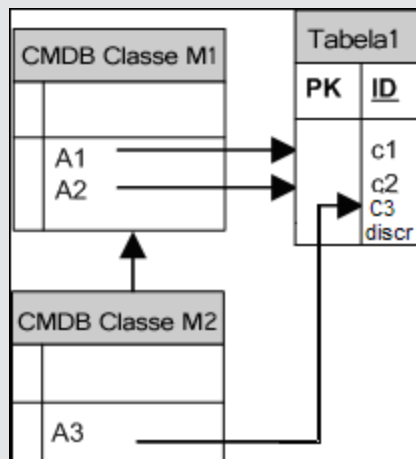 CMDB Classe M1
A1
A2
Tabela1
PK ID
c1
c2
C3
discr
CMDB Classe M2
A3